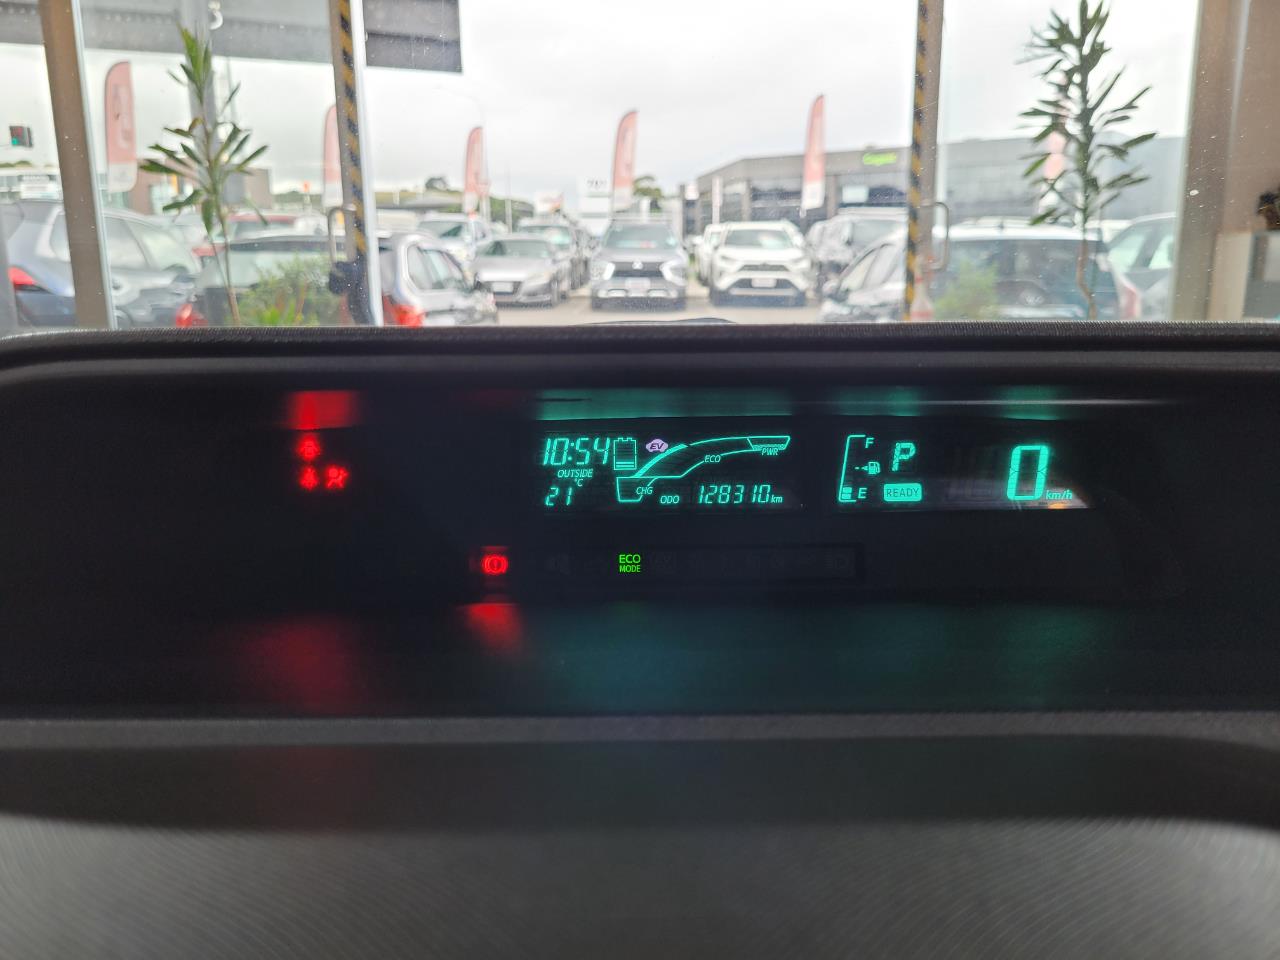 10:54
EV
OUTSIDE
21 °C
CHG
ECO
PWR
ODO 128310 km
F
E
P
READY
0 km/h
ECO
MODE